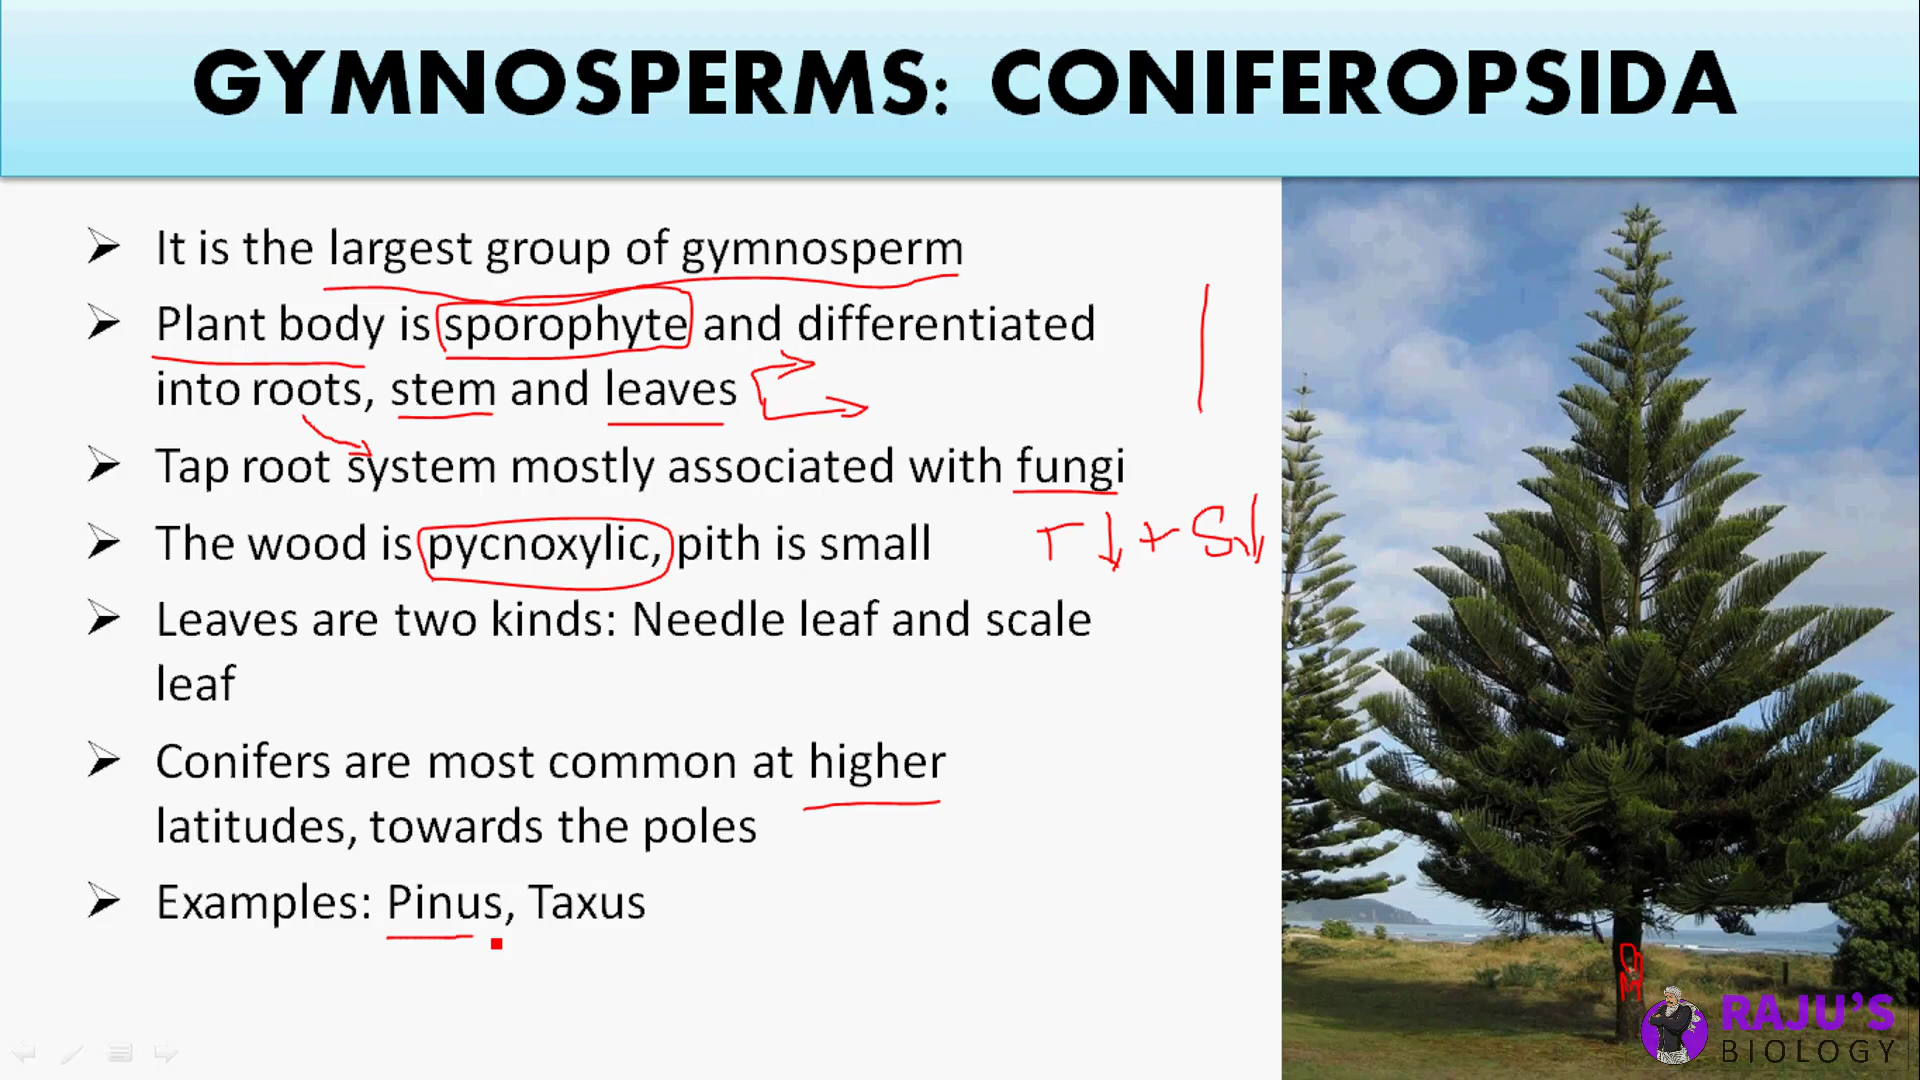 GYMNOSPERMS: CONIFEROPSIDA
➢ It is the largest group of gymnosperm
➢ Plant body is sporophyte and differentiated
into roots, stem and leaves
➢ Tap root system mostly associated with fungi
➢ The wood is pycnoxylic, pith is small
T↓ + S↓
➢ Leaves are two kinds: Needle leaf and scale
leaf
➢ Conifers are most common at higher
latitudes, towards the poles
➢ Examples: Pinus, Taxus
RAJU'S
BIOLOGY